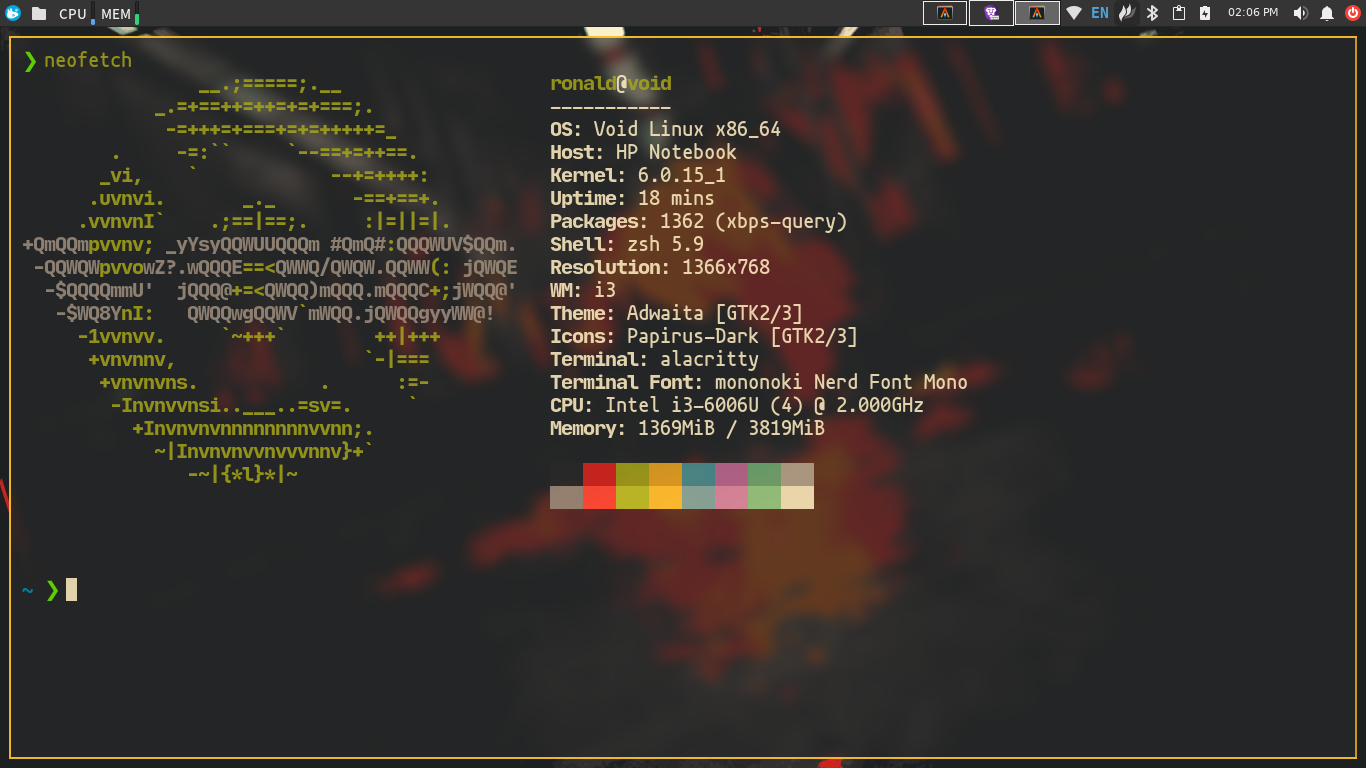 CPU MEM EN 02:06 PM
❯ neofetch
__.;=====;.__
_.=+==++=++=+=+===;.
-=+++=+===+=+=+++++=_
. -=:`` `--==+=++==.
_vi, ` --+=++++:
.uvnvi. _._ -==+==+.
.vvnvnI` .;==|==;. :|=||=|.
+QmQQmpvvnv; _yYsyQQWUUQQQm #QmQ#:QQQWUV$QQm.
-QQWQWpvvowZ?.wQQQE==<QWWQ/QWQW.QQWW(: jQWQE
-$QQQQmmU' jQQQ@+=<QWQQ)mQQQ.mQQQC+;jWQQ@'
-$WQ8YnI: QWQQwgQQWV`mWQQ.jQWQQgyyWW@!
-1vvnvv. `~+++` ++|+++
+vnvnnv, `-|===
+vnvnvns. . :=-
-Invnvvnsi..___..=sv=. `
+Invnvnvnnnnnnnnvvnn;.
~|Invnvnvvnvvvnnv}+`
-~|{*l}*|~
ronald@void
-----------
OS: Void Linux x86_64
Host: HP Notebook
Kernel: 6.0.15_1
Uptime: 18 mins
Packages: 1362 (xbps-query)
Shell: zsh 5.9
Resolution: 1366x768
WM: i3
Theme: Adwaita [GTK2/3]
Icons: Papirus-Dark [GTK2/3]
Terminal: alacritty
Terminal Font: mononoki Nerd Font Mono
CPU: Intel i3-6006U (4) @ 2.000GHz
Memory: 1369MiB / 3819MiB
~ ❯